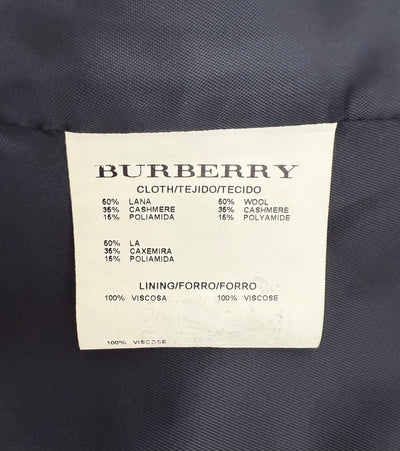 BURBERRY
CLOTH/TEJIDO/TECIDO
50% LANA 50% WOOL
35% CASHMERE 35% CASHMERE
15% POLIAMIDA 15% POLYAMIDE
50% LA
35% CAXEMIRA
15% POLIAMIDA
LINING/FORRO/FORRO
100% VISCOSA 100% VISCOSE
100% VISCOSE